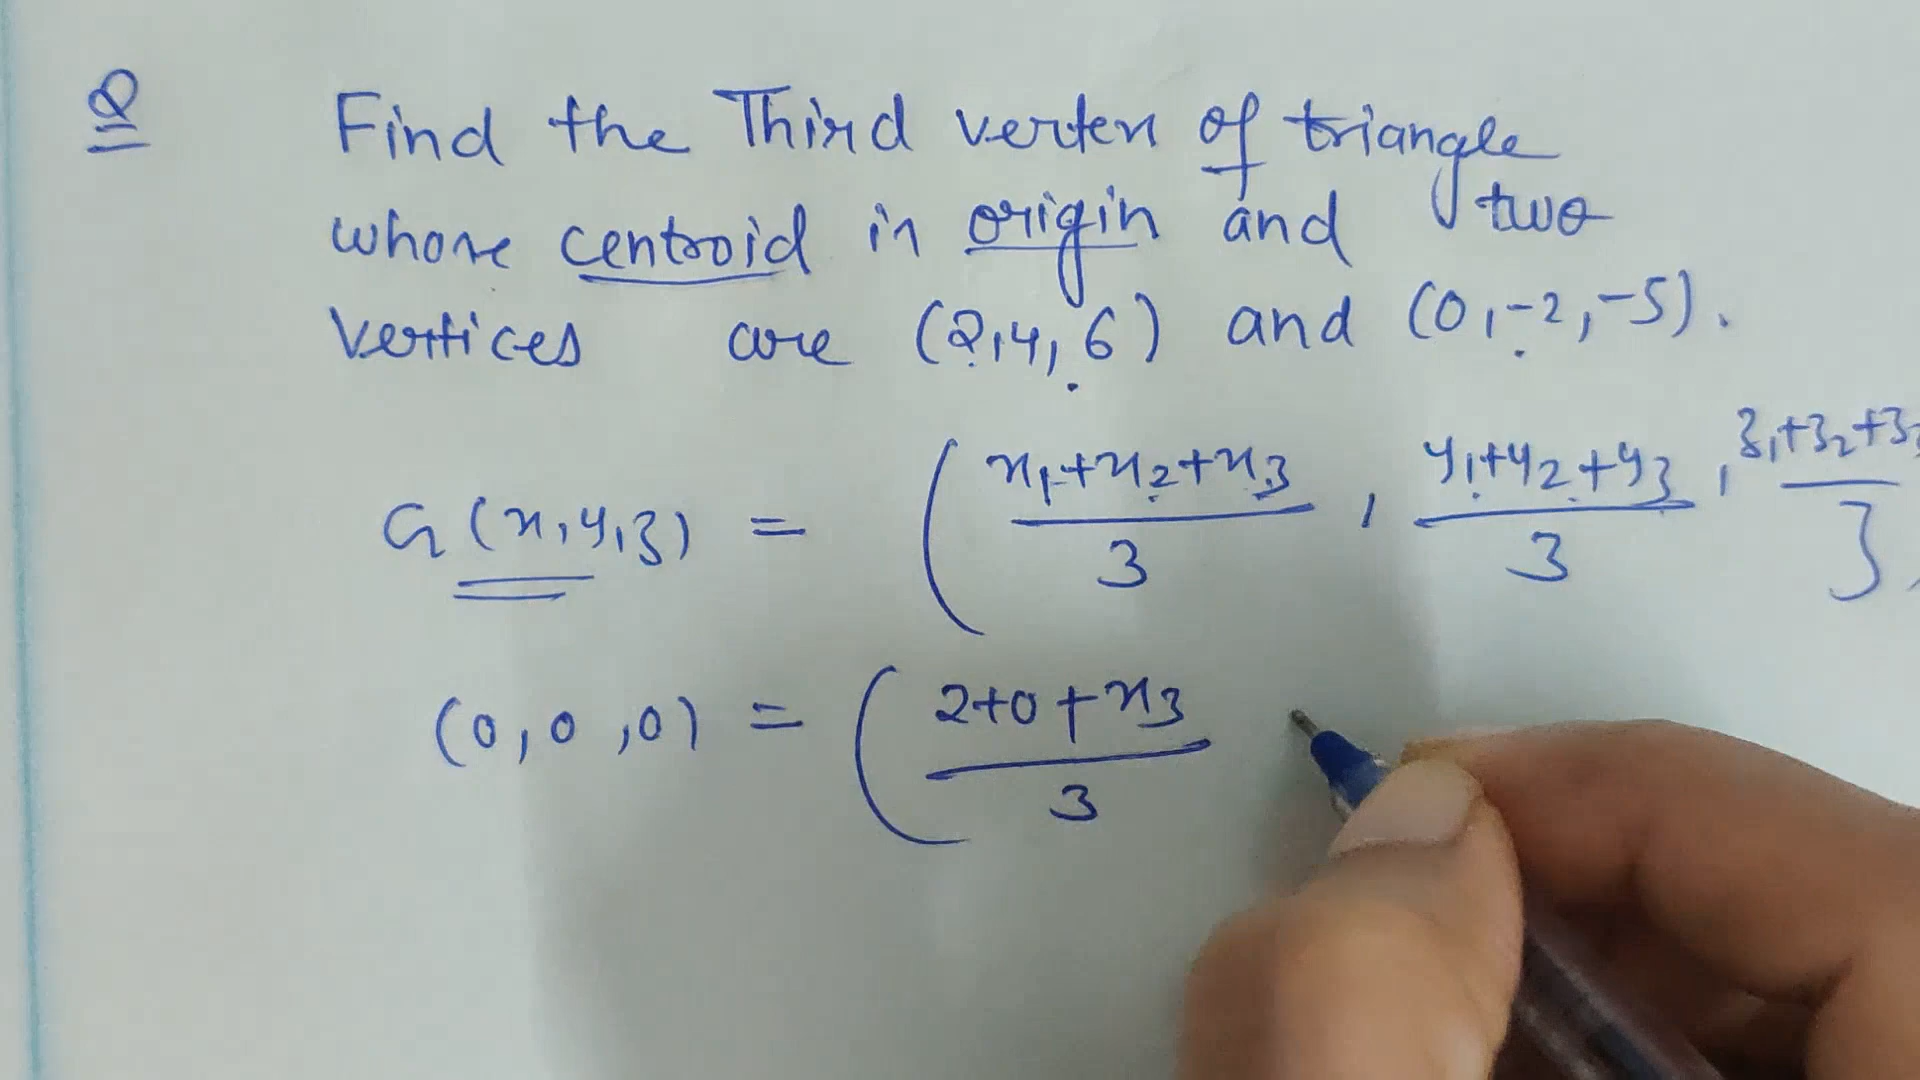 Q Find the Third vertex of triangle
whose centroid is origin and two
vertices are (2,4,6) and (0,-2,-5).
G(x,y,z) = (x₁+x₂+x₃/3, y₁+y₂+y₃/3, z₁+z₂+z₃/3)
(0,0,0) = (2+0+x₃/3